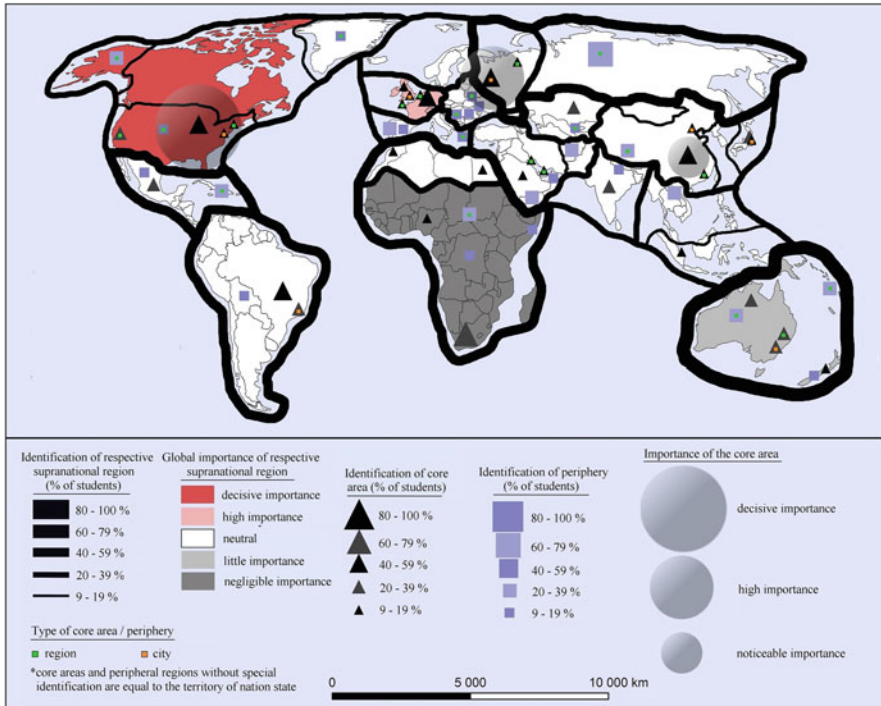 Identification of respective
supranational region
(% of students)
80 - 100 %
60 - 79 %
40 - 59 %
20 - 39 %
9 - 19 %
Global importance of respective
supranational region
decisive importance
high importance
neutral
little importance
negligible importance
Identification of core
area (% of students)
80 - 100 %
60 - 79 %
40 - 59 %
20 - 39 %
9 - 19 %
Identification of periphery
(% of students)
80 - 100 %
60 - 79 %
40 - 59 %
20 - 39 %
9 - 19 %
Importance of the core area
decisive importance
high importance
noticeable importance
Type of core area / periphery
region
city
*core areas and peripheral regions without special
identification are equal to the territory of nation state
0
5 000
10 000 km